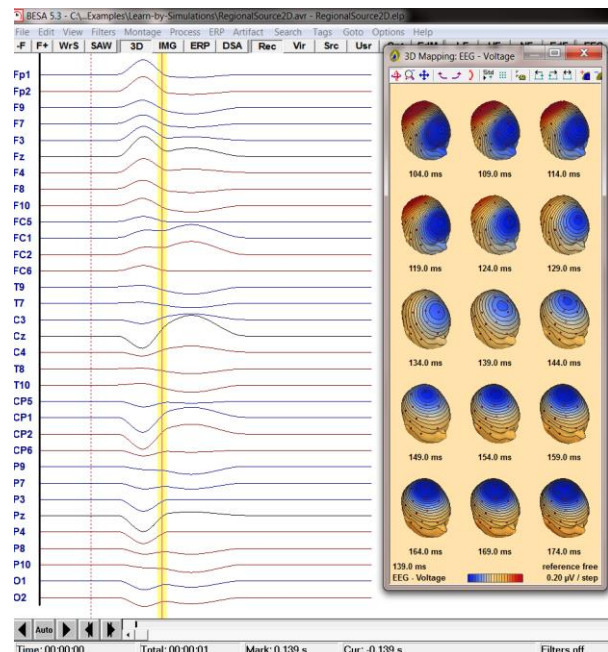 BESA 5.3 - C:\...Examples\Learn-by-Simulations\RegionalSource2D.avr - RegionalSource2D.elp
File Edit View Filters Montage Process ERP Artifact Search Tags Goto Options Help
-F F+ WrS SAW 3D IMG ERP DSA Rec Vir Src
Fp1
Fp2
F9
F7
F3
Fz
F4
F8
F10
FC5
FC1
FC2
FC6
T9
T7
C3
Cz
C4
T8
T10
CP5
CP1
CP2
CP6
P9
P7
P3
Pz
P4
P8
P10
O1
O2
3D Mapping: EEG - Voltage
104.0 ms 109.0 ms 114.0 ms
119.0 ms 124.0 ms 129.0 ms
134.0 ms 139.0 ms 144.0 ms
149.0 ms 154.0 ms 159.0 ms
164.0 ms 169.0 ms 174.0 ms
139.0 ms reference free
EEG - Voltage 0.20 µV / step
Auto
Time: 00:00:00 Total: 00:00:01 Mark: 0.139 s Cur: -0.139 s Filters off